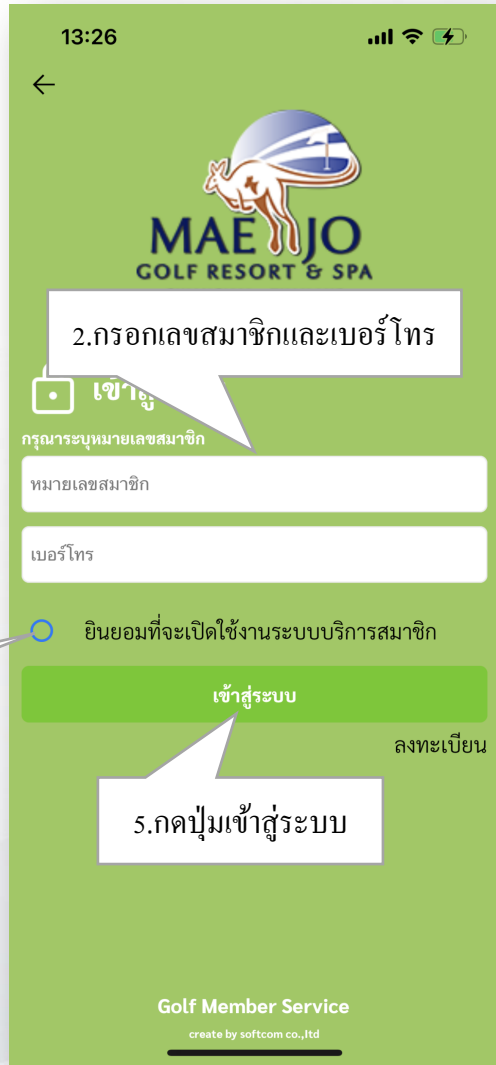 13:26
MAE JO
GOLF RESORT & SPA
2.กรอกเลขสมาชิกและเบอร์โทร
เข้าสู่
กรุณาระบุหมายเลขสมาชิก
หมายเลขสมาชิก
เบอร์โทร
ยินยอมที่จะเปิดใช้งานระบบบริการสมาชิก
เข้าสู่ระบบ
ลงทะเบียน
5.กดปุ่มเข้าสู่ระบบ
Golf Member Service
create by softcom co.,ltd